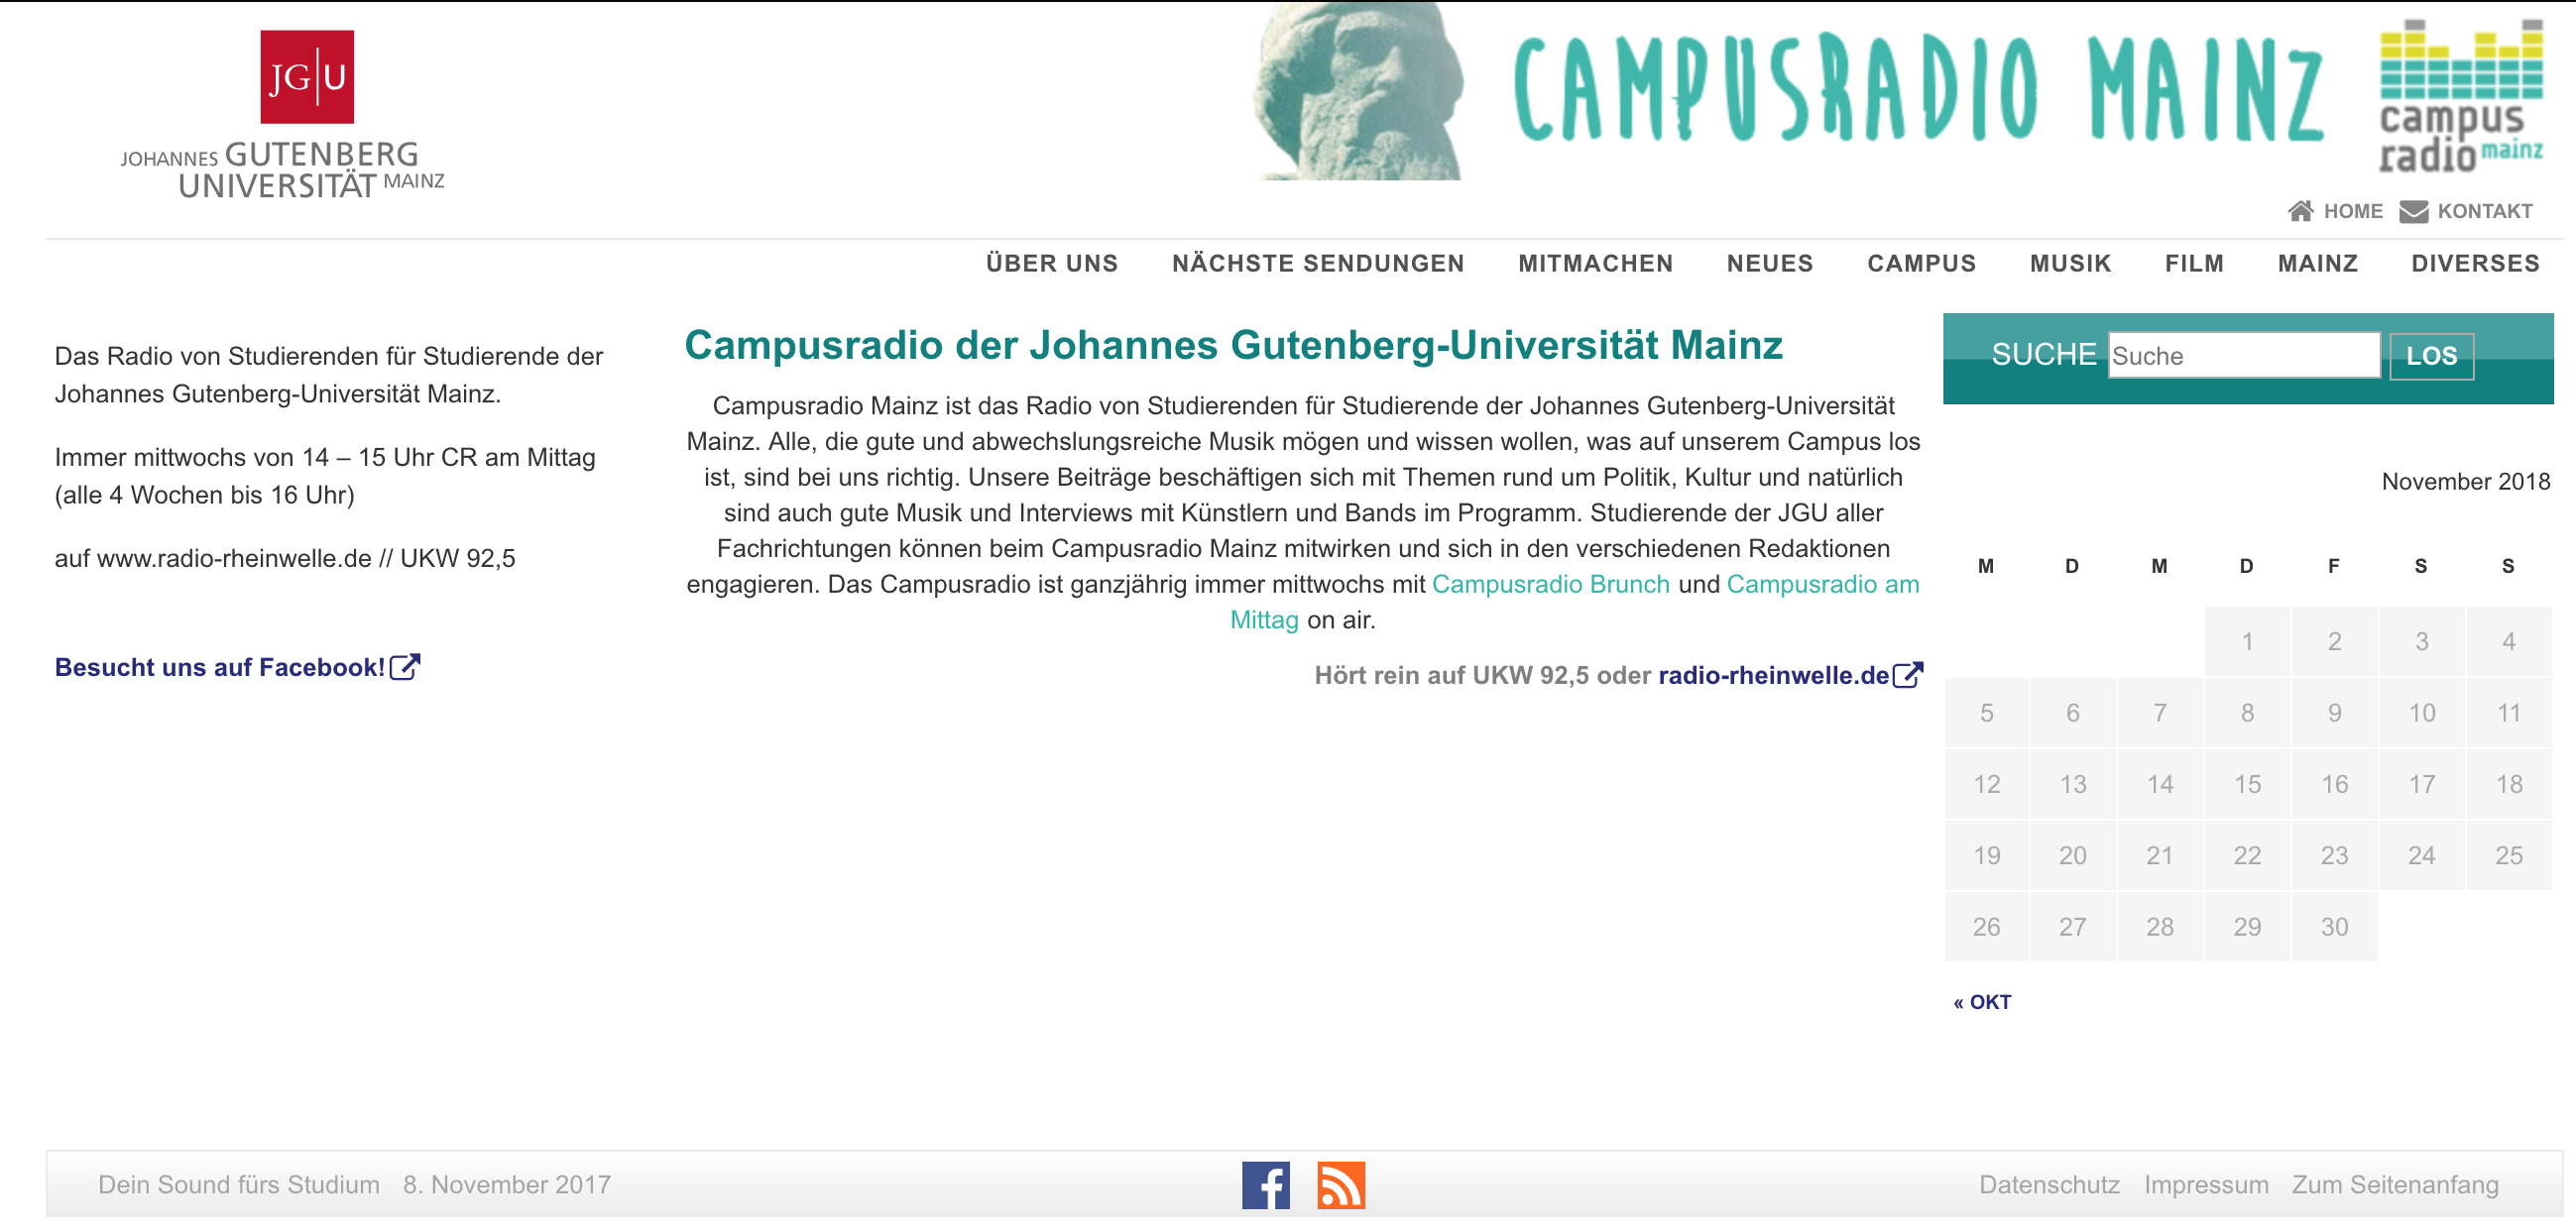 JG|U
JOHANNES GUTENBERG
UNIVERSITÄT MAINZ
CAMPUSRADIO MAINZ
campus
radio mainz
HOME KONTAKT
ÜBER UNS NÄCHSTE SENDUNGEN MITMACHEN NEUES CAMPUS MUSIK FILM MAINZ DIVERSES
Das Radio von Studierenden für Studierende der
Johannes Gutenberg-Universität Mainz.
Immer mittwochs von 14 – 15 Uhr CR am Mittag
(alle 4 Wochen bis 16 Uhr)
auf www.radio-rheinwelle.de // UKW 92,5
Besucht uns auf Facebook!
Campusradio der Johannes Gutenberg-Universität Mainz
Campusradio Mainz ist das Radio von Studierenden für Studierende der Johannes Gutenberg-Universität
Mainz. Alle, die gute und abwechslungsreiche Musik mögen und wissen wollen, was auf unserem Campus los
ist, sind bei uns richtig. Unsere Beiträge beschäftigen sich mit Themen rund um Politik, Kultur und natürlich
sind auch gute Musik und Interviews mit Künstlern und Bands im Programm. Studierende der JGU aller
Fachrichtungen können beim Campusradio Mainz mitwirken und sich in den verschiedenen Redaktionen
engagieren. Das Campusradio ist ganzjährig immer mittwochs mit Campusradio Brunch und Campusradio am
Mittag on air.
Hört rein auf UKW 92,5 oder radio-rheinwelle.de
SUCHE Suche LOS
November 2018
M D M D F S S
1 2 3 4
5 6 7 8 9 10 11
12 13 14 15 16 17 18
19 20 21 22 23 24 25
26 27 28 29 30
« OKT
Dein Sound fürs Studium 8. November 2017
Datenschutz Impressum Zum Seitenanfang